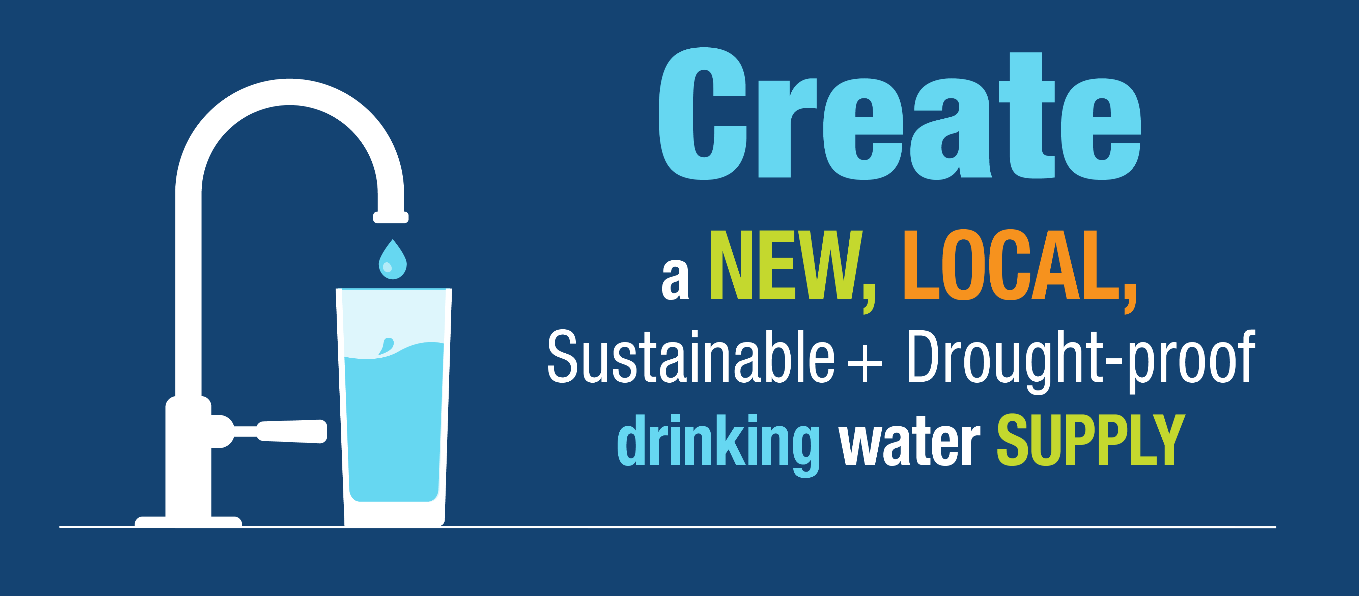 Create
a NEW, LOCAL,
Sustainable + Drought-proof
drinking water SUPPLY